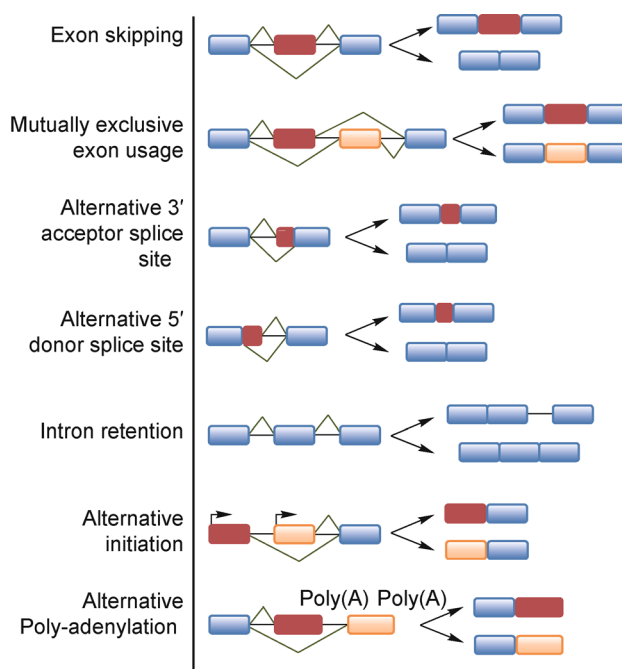 Exon skipping
Mutually exclusive
exon usage
Alternative 3′
acceptor splice
site
Alternative 5′
donor splice site
Intron retention
Alternative
initiation
Alternative
Poly-adenylation
Poly(A) Poly(A)